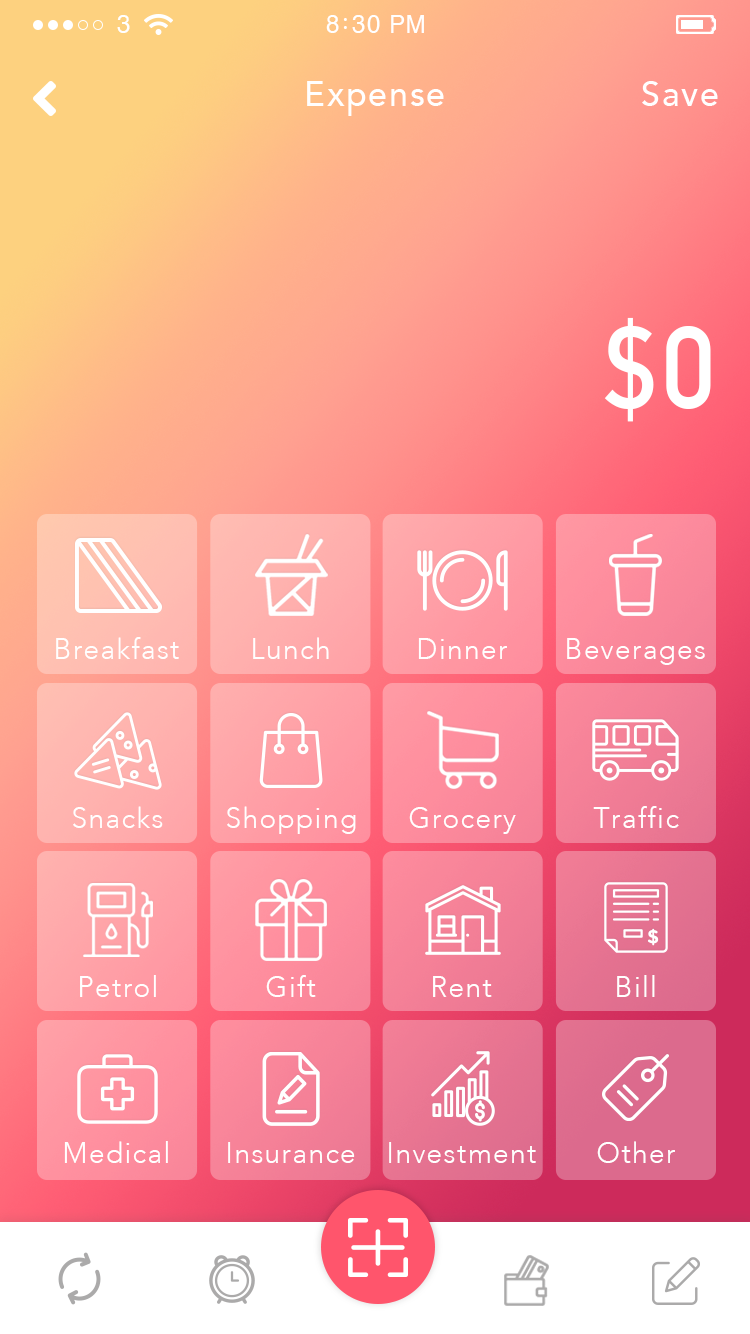 3 8:30 PM
Expense Save
$0
Breakfast Lunch Dinner Beverages
Snacks Shopping Grocery Traffic
Petrol Gift Rent Bill
$
Medical Insurance Investment Other
$